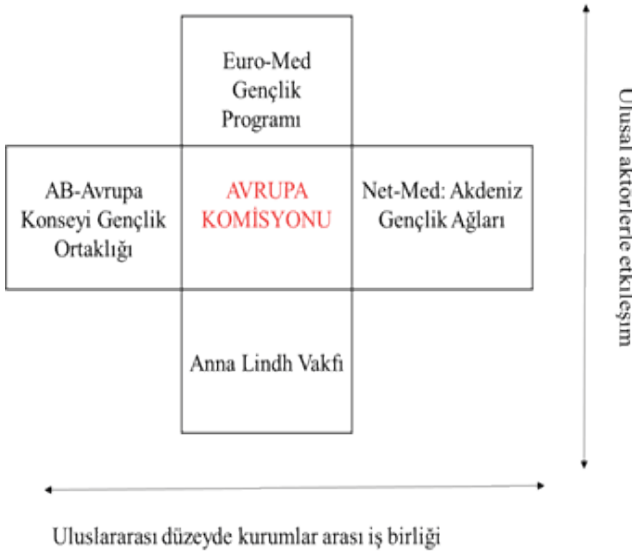 Euro-Med
Gençlik
Programı
AB-Avrupa
Konseyi Gençlik
Ortaklığı
AVRUPA
KOMİSYONU
Net-Med: Akdeniz
Gençlik Ağları
Anna Lindh Vakfı
Ulusal aktörlerle etkileşim
Uluslararası düzeyde kurumlar arası iş birliği